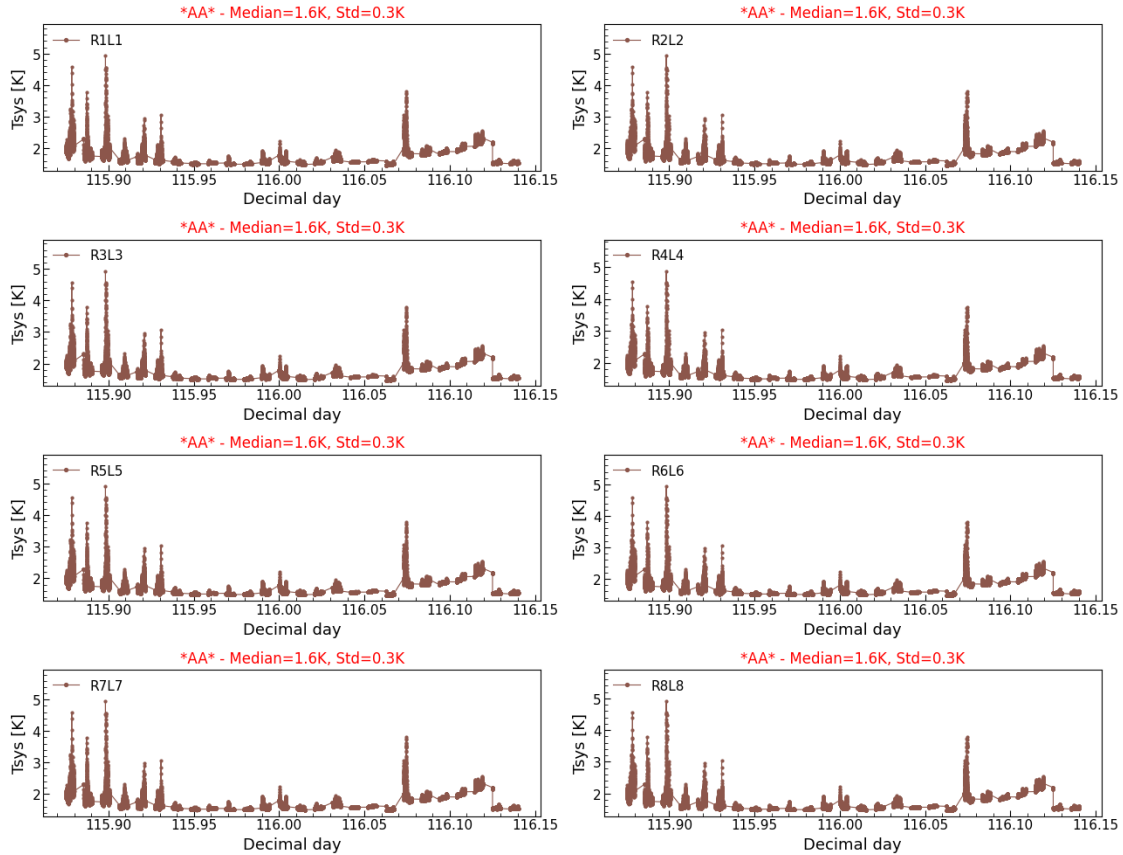 *AA* - Median=1.6K, Std=0.3K
R1L1
Tsys [K]
5
4
3
2
115.90 115.95 116.00 116.05 116.10 116.15
Decimal day
*AA* - Median=1.6K, Std=0.3K
R2L2
Tsys [K]
5
4
3
2
115.90 115.95 116.00 116.05 116.10 116.15
Decimal day
*AA* - Median=1.6K, Std=0.3K
R3L3
Tsys [K]
5
4
3
2
115.90 115.95 116.00 116.05 116.10 116.15
Decimal day
*AA* - Median=1.6K, Std=0.3K
R4L4
Tsys [K]
5
4
3
2
115.90 115.95 116.00 116.05 116.10 116.15
Decimal day
*AA* - Median=1.6K, Std=0.3K
R5L5
Tsys [K]
5
4
3
2
115.90 115.95 116.00 116.05 116.10 116.15
Decimal day
*AA* - Median=1.6K, Std=0.3K
R6L6
Tsys [K]
5
4
3
2
115.90 115.95 116.00 116.05 116.10 116.15
Decimal day
*AA* - Median=1.6K, Std=0.3K
R7L7
Tsys [K]
5
4
3
2
115.90 115.95 116.00 116.05 116.10 116.15
Decimal day
*AA* - Median=1.6K, Std=0.3K
R8L8
Tsys [K]
5
4
3
2
115.90 115.95 116.00 116.05 116.10 116.15
Decimal day